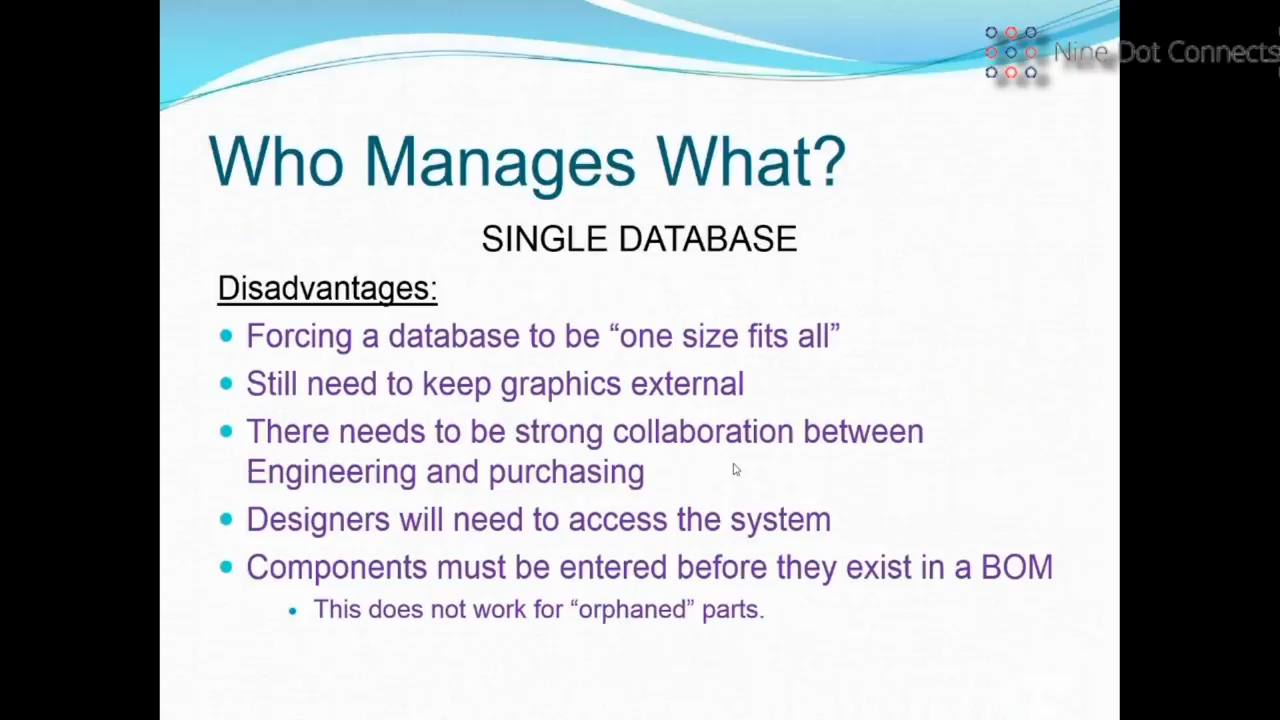 Nine Dot Connects
Who Manages What?
SINGLE DATABASE
Disadvantages:
Forcing a database to be “one size fits all”
Still need to keep graphics external
There needs to be strong collaboration between
Engineering and purchasing
Designers will need to access the system
Components must be entered before they exist in a BOM
This does not work for “orphaned” parts.